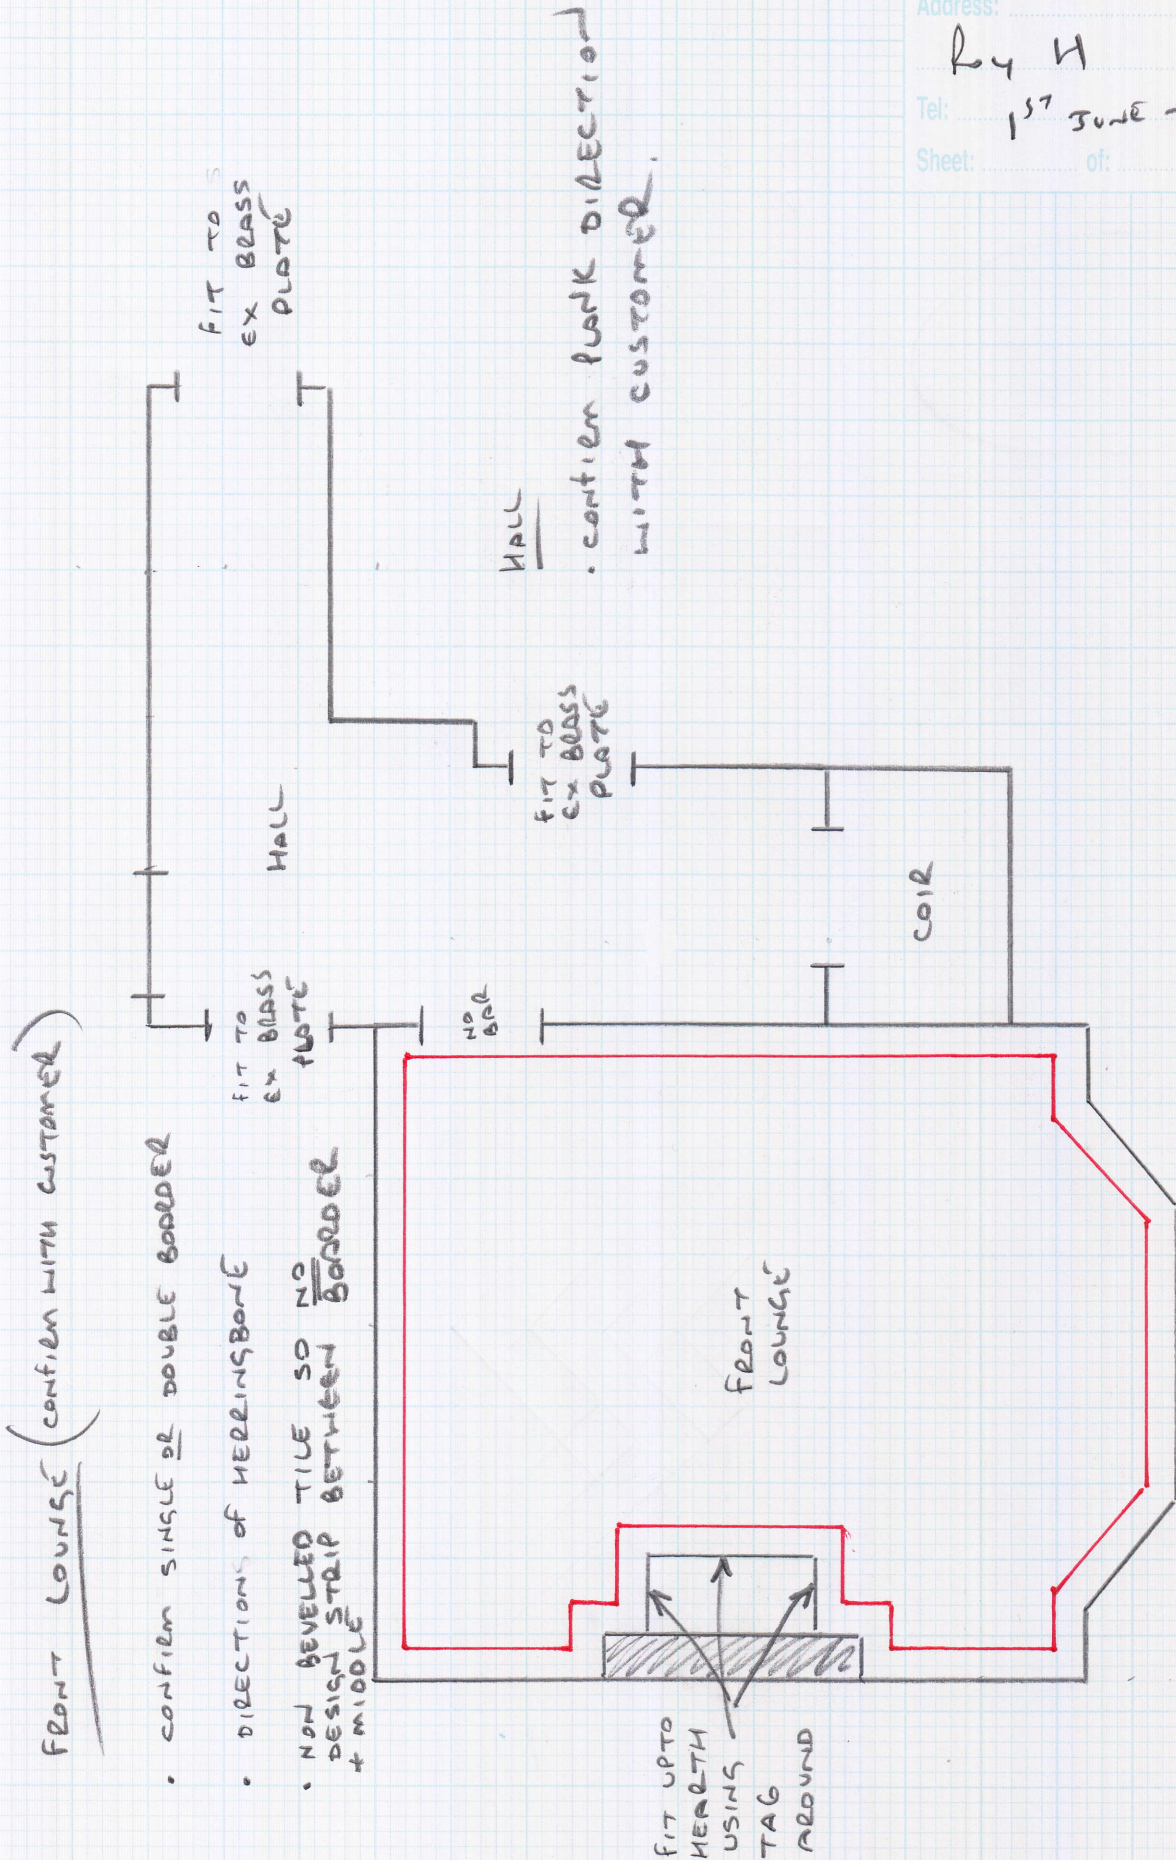 Address:
Roy H
Tel: 1ST JUNE -
Sheet: of:
FRONT LOUNGE (CONFIRM WITH CUSTOMER)
• CONFIRM SINGLE OR DOUBLE BOARDER
• DIRECTIONS OF HERRINGBONE
• NON BEVELLED TILE SO NO
DESIGN STRIP BETWEEN BOARDER
+ MIDDLE
FIT TO
EX BRASS
PLATE
HALL
FIT TO
EX BRASS
PLATE
NO
BAR
FIT TO
EX BRASS
PLATE
COIR
HALL
• CONFIRM PLANK DIRECTION
WITH CUSTOMER.
FRONT
LOUNGE
FIT UPTO
HEARTH
USING
TAG
AROUND